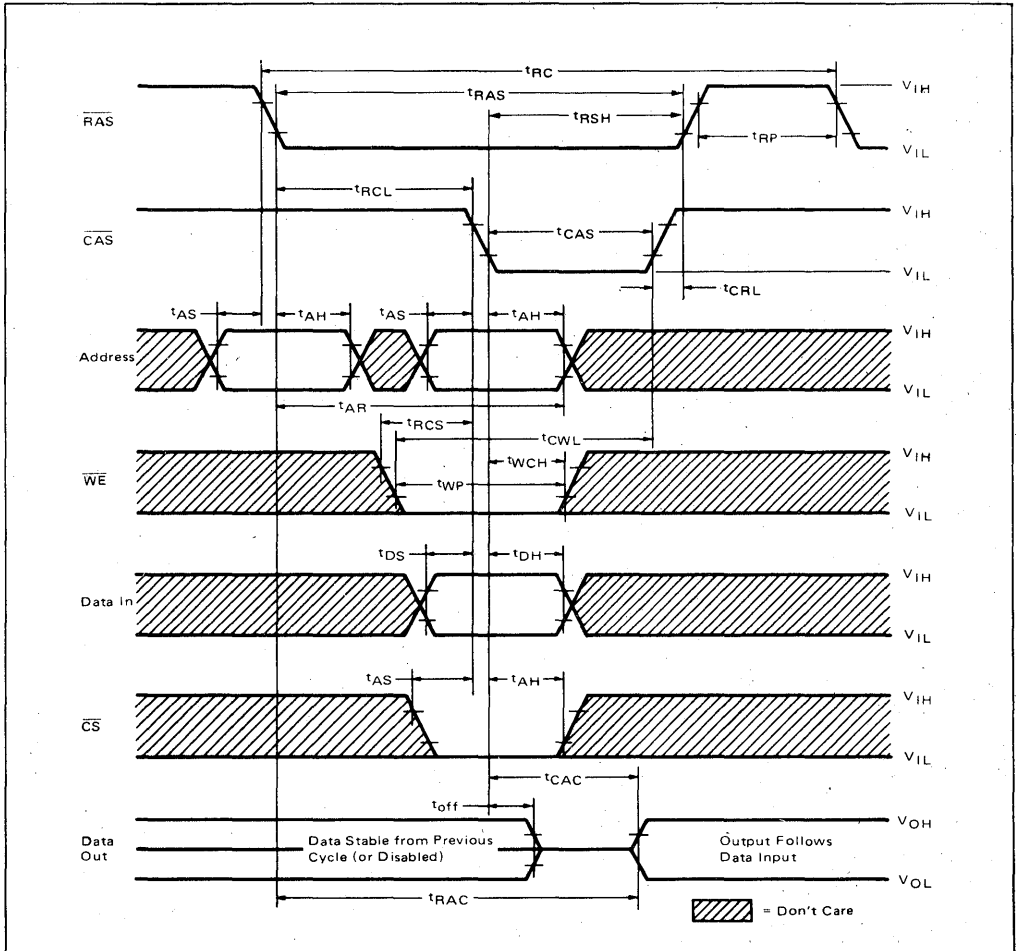 tRC
tRAS
VIH
tRSH
RAS
tRP
VIL
tRCL
VIH
tCAS
CAS
VIL
tCRL
tAS
tAH
tAS
tAH
VIH
Address
VIL
tAR
tRCS
tCWL
VIH
tWCH
WE
tWP
VIL
tDS
tDH
VIH
Data In
VIL
tAS
tAH
VIH
CS
VIL
tCAC
toff
VOH
Data
Out
Data Stable from Previous
Cycle (or Disabled)
Output Follows
Data Input
VOL
tRAC
= Don't Care